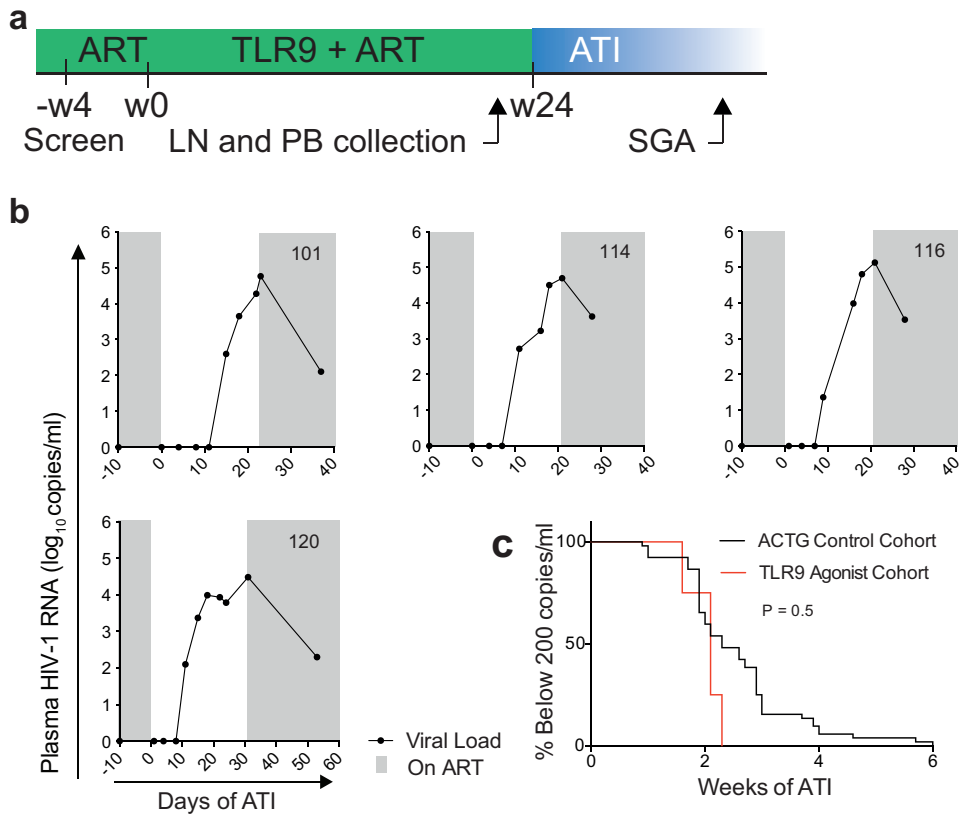 a
ART TLR9 + ART ATI
-w4 w0 w24
Screen LN and PB collection SGA
b
Plasma HIV-1 RNA (log10 copies/ml)
101
6
5
4
3
2
1
0
-10 0 10 20 30 40
114
6
5
4
3
2
1
0
-10 0 10 20 30 40
116
6
5
4
3
2
1
0
-10 0 10 20 30 40
120
6
5
4
3
2
1
0
-10 0 10 20 30 40 50 60
Days of ATI
Viral Load
On ART
c
% Below 200 copies/ml
100
50
0
ACTG Control Cohort
TLR9 Agonist Cohort
P = 0.5
0 2 4 6
Weeks of ATI